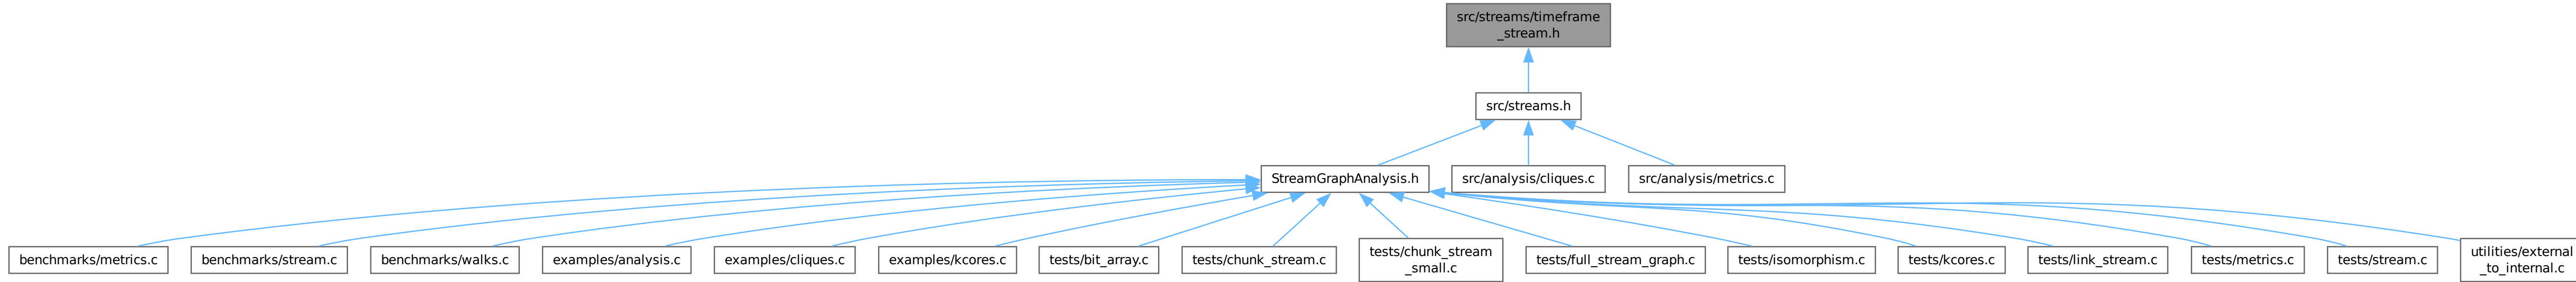 src/streams/timeframe
_stream.h
src/streams.h
StreamGraphAnalysis.h
src/analysis/cliques.c
src/analysis/metrics.c
benchmarks/metrics.c
benchmarks/stream.c
benchmarks/walks.c
examples/analysis.c
examples/cliques.c
examples/kcores.c
tests/bit_array.c
tests/chunk_stream.c
tests/chunk_stream
_small.c
tests/full_stream_graph.c
tests/isomorphism.c
tests/kcores.c
tests/link_stream.c
tests/metrics.c
tests/stream.c
utilities/external
_to_internal.c